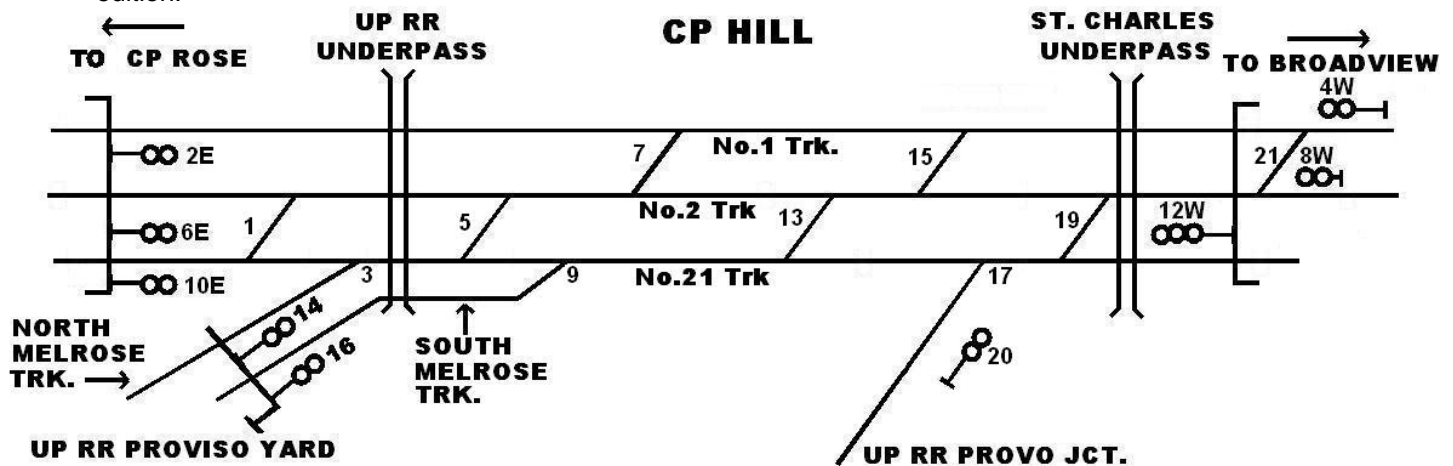 UP RR
UNDERPASS
CP HILL
ST. CHARLES
UNDERPASS
TO CP ROSE
TO BROADVIEW
4W
2E
7
No.1 Trk.
15
21
8W
No.2 Trk
6E
1
5
13
19
12W
10E
3
9
No.21 Trk
17
14
16
20
NORTH
MELROSE
TRK.
SOUTH
MELROSE
TRK.
UP RR PROVISO YARD
UP RR PROVO JCT.